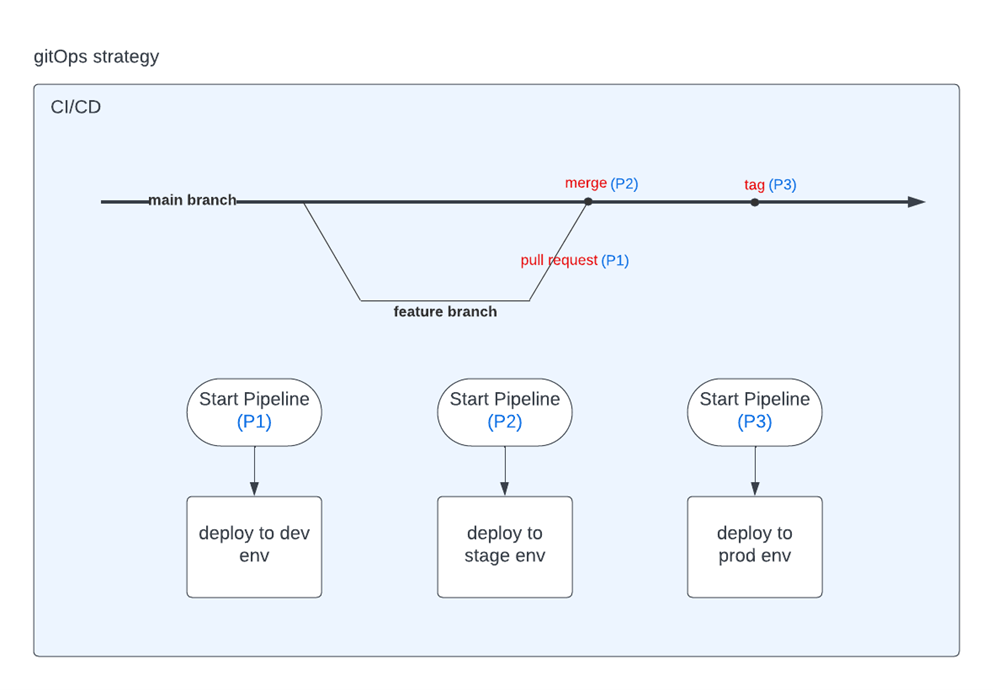 gitOps strategy
CI/CD
merge (P2)
tag (P3)
main branch
pull request (P1)
feature branch
Start Pipeline
(P1)
Start Pipeline
(P2)
Start Pipeline
(P3)
deploy to dev
env
deploy to
stage env
deploy to
prod env